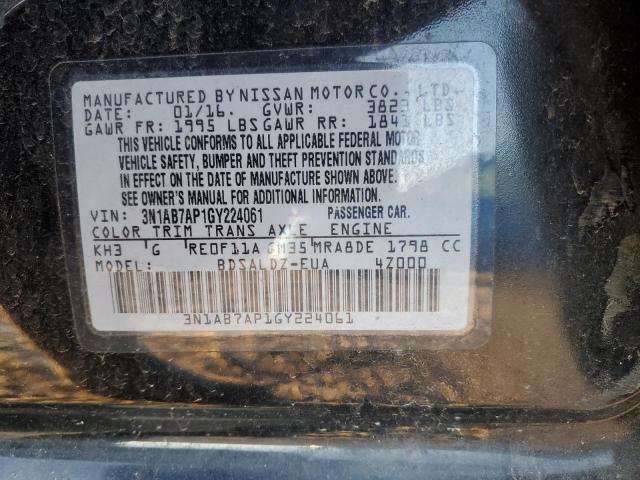 MANUFACTURED BY NISSAN MOTOR CO., LTD.
DATE: 01/16. GVWR: 3823 LBS
GAWR FR: 1995 LBS GAWR RR: 1841 LBS
THIS VEHICLE CONFORMS TO ALL APPLICABLE FEDERAL MOTOR
VEHICLE SAFETY, BUMPER AND THEFT PREVENTION STANDARDS
IN EFFECT ON THE DATE OF MANUFACTURE SHOWN ABOVE.
SEE OWNER'S MANUAL FOR ADDITIONAL INFORMATION.
VIN: 3N1AB7AP1GY224061 PASSENGER CAR.
COLOR TRIM TRANS AXLE ENGINE
KH3 G RE0F11A GM35 MRA8DE 1798 CC
MODEL: BDSALDZ-EUA 4Z000
3N1AB7AP1GY224061